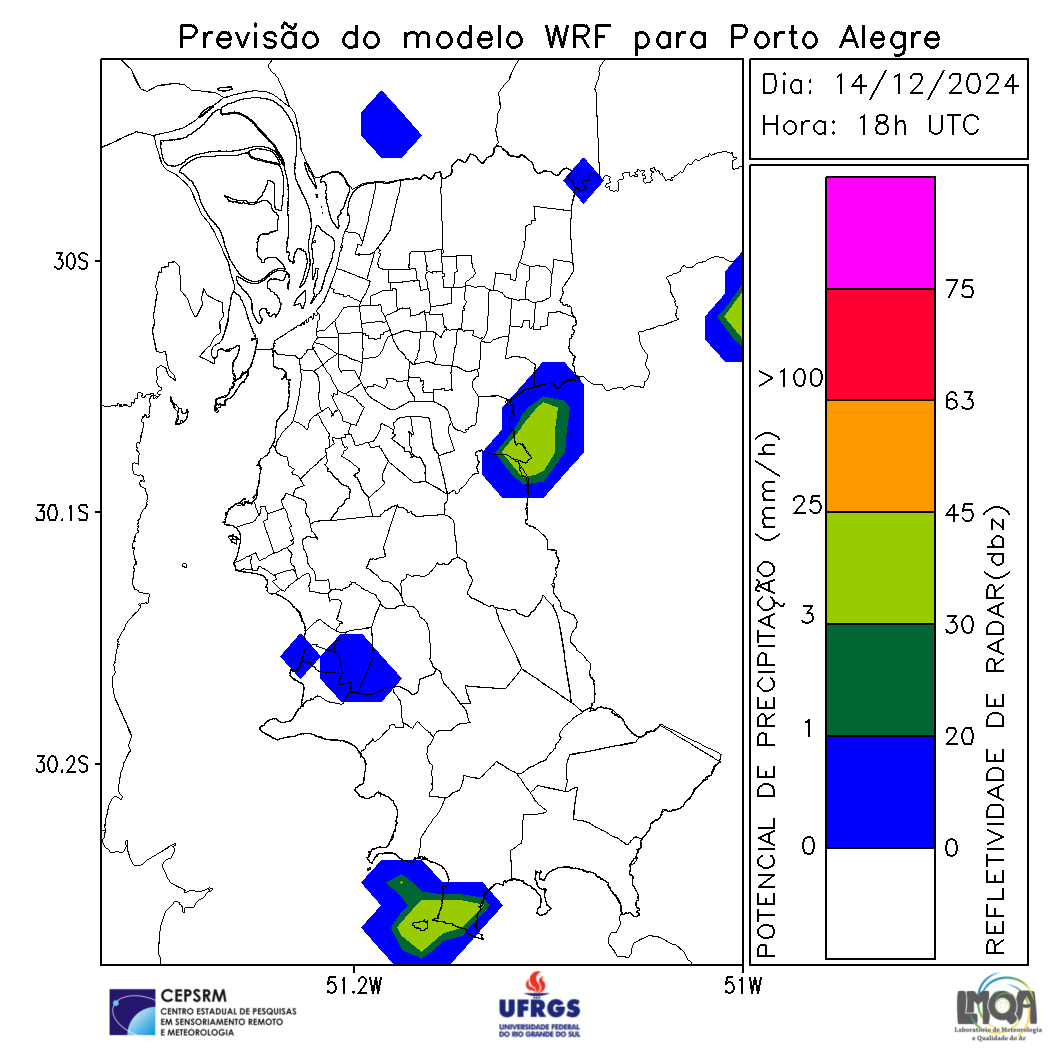 Previsão do modelo WRF para Porto Alegre
Dia: 14/12/2024
Hora: 18h UTC
30S
30.1S
30.2S
51.2W
51W
POTENCIAL DE PRECIPITAÇÃO (mm/h)
>100
25
3
1
0
75
63
45
30
20
0
REFLETIVIDADE DE RADAR(dbz)
CEPSRM
CENTRO ESTADUAL DE PESQUISAS
EM SENSORIAMENTO REMOTO
E METEOROLOGIA
UFRGS
UNIVERSIDADE FEDERAL
DO RIO GRANDE DO SUL
LMQA
Laboratório de Meteorologia
e Qualidade do Ar